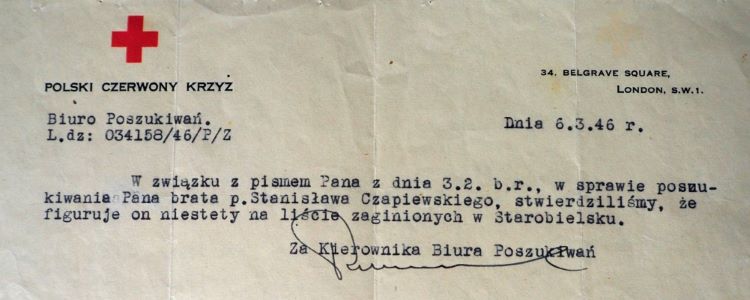 POLSKI CZERWONY KRZYŻ
34. BELGRAVE SQUARE,
LONDON, S.W.1.
Biuro Poszukiwań.
L.dz: 034158/46/P/Z
Dnia 6.3.46 r.
W związku z pismem Pana z dnia 3.2. b.r., w sprawie poszu-
kiwania Pana brata p.Stanisława Czapiewskiego, stwierdziliśmy, że
figuruje on niestety na liście zaginionych w Starobielsku.
Za Kierownika Biura Poszukiwań